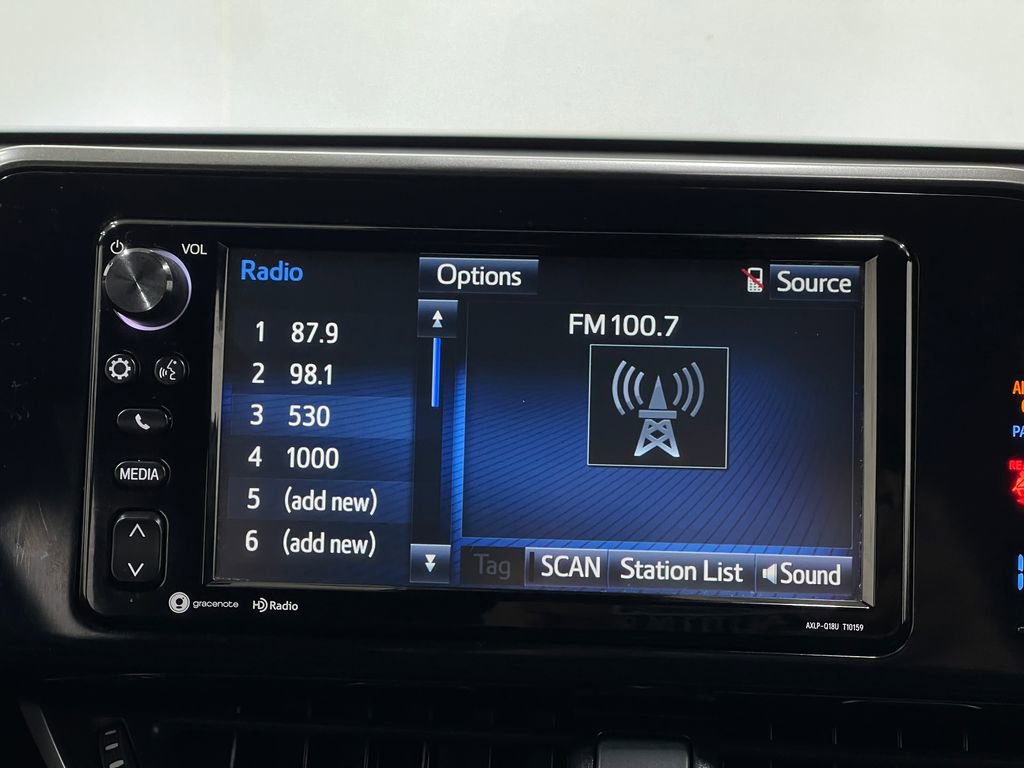 VOL
Radio
Options
Source
FM 100.7
1 87.9
2 98.1
3 530
4 1000
5 (add new)
6 (add new)
MEDIA
Tag
SCAN
Station List
Sound
gracenote
HD Radio
AXLP-Q18U T10159